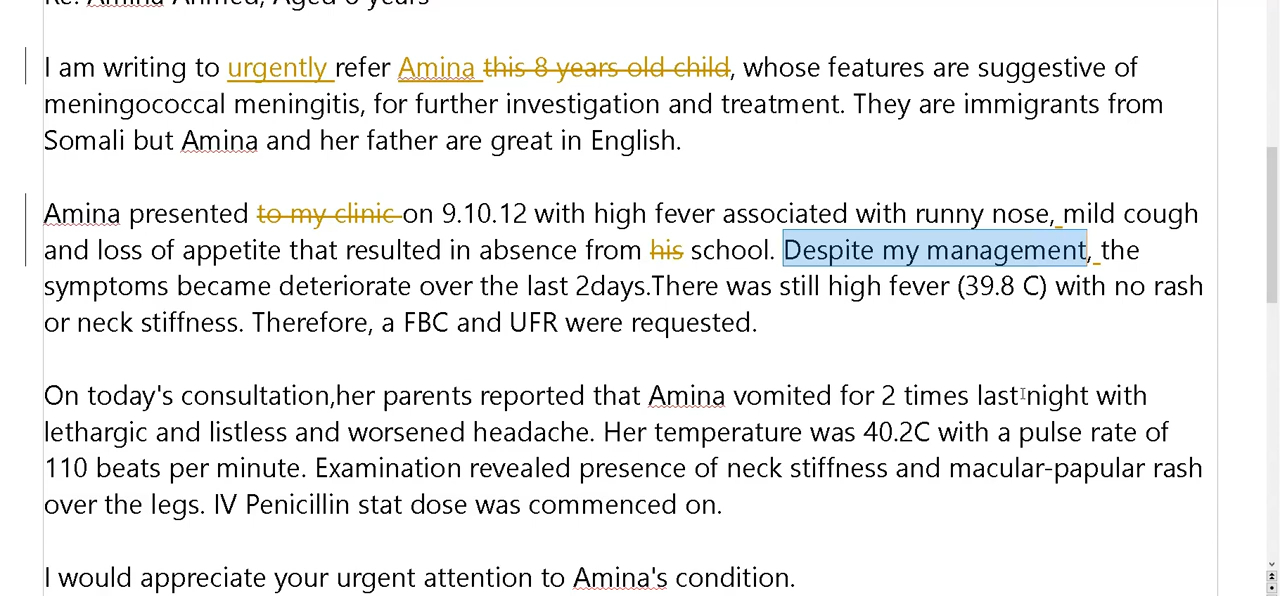 Re: Amina Ahmed, Aged 8 years
I am writing to urgently refer Amina this 8 years old child, whose features are suggestive of
meningococcal meningitis, for further investigation and treatment. They are immigrants from
Somali but Amina and her father are great in English.
Amina presented to my clinic on 9.10.12 with high fever associated with runny nose, mild cough
and loss of appetite that resulted in absence from his school. Despite my management, the
symptoms became deteriorate over the last 2days.There was still high fever (39.8 C) with no rash
or neck stiffness. Therefore, a FBC and UFR were requested.
On today's consultation,her parents reported that Amina vomited for 2 times last night with
lethargic and listless and worsened headache. Her temperature was 40.2C with a pulse rate of
110 beats per minute. Examination revealed presence of neck stiffness and macular-papular rash
over the legs. IV Penicillin stat dose was commenced on.
I would appreciate your urgent attention to Amina's condition.